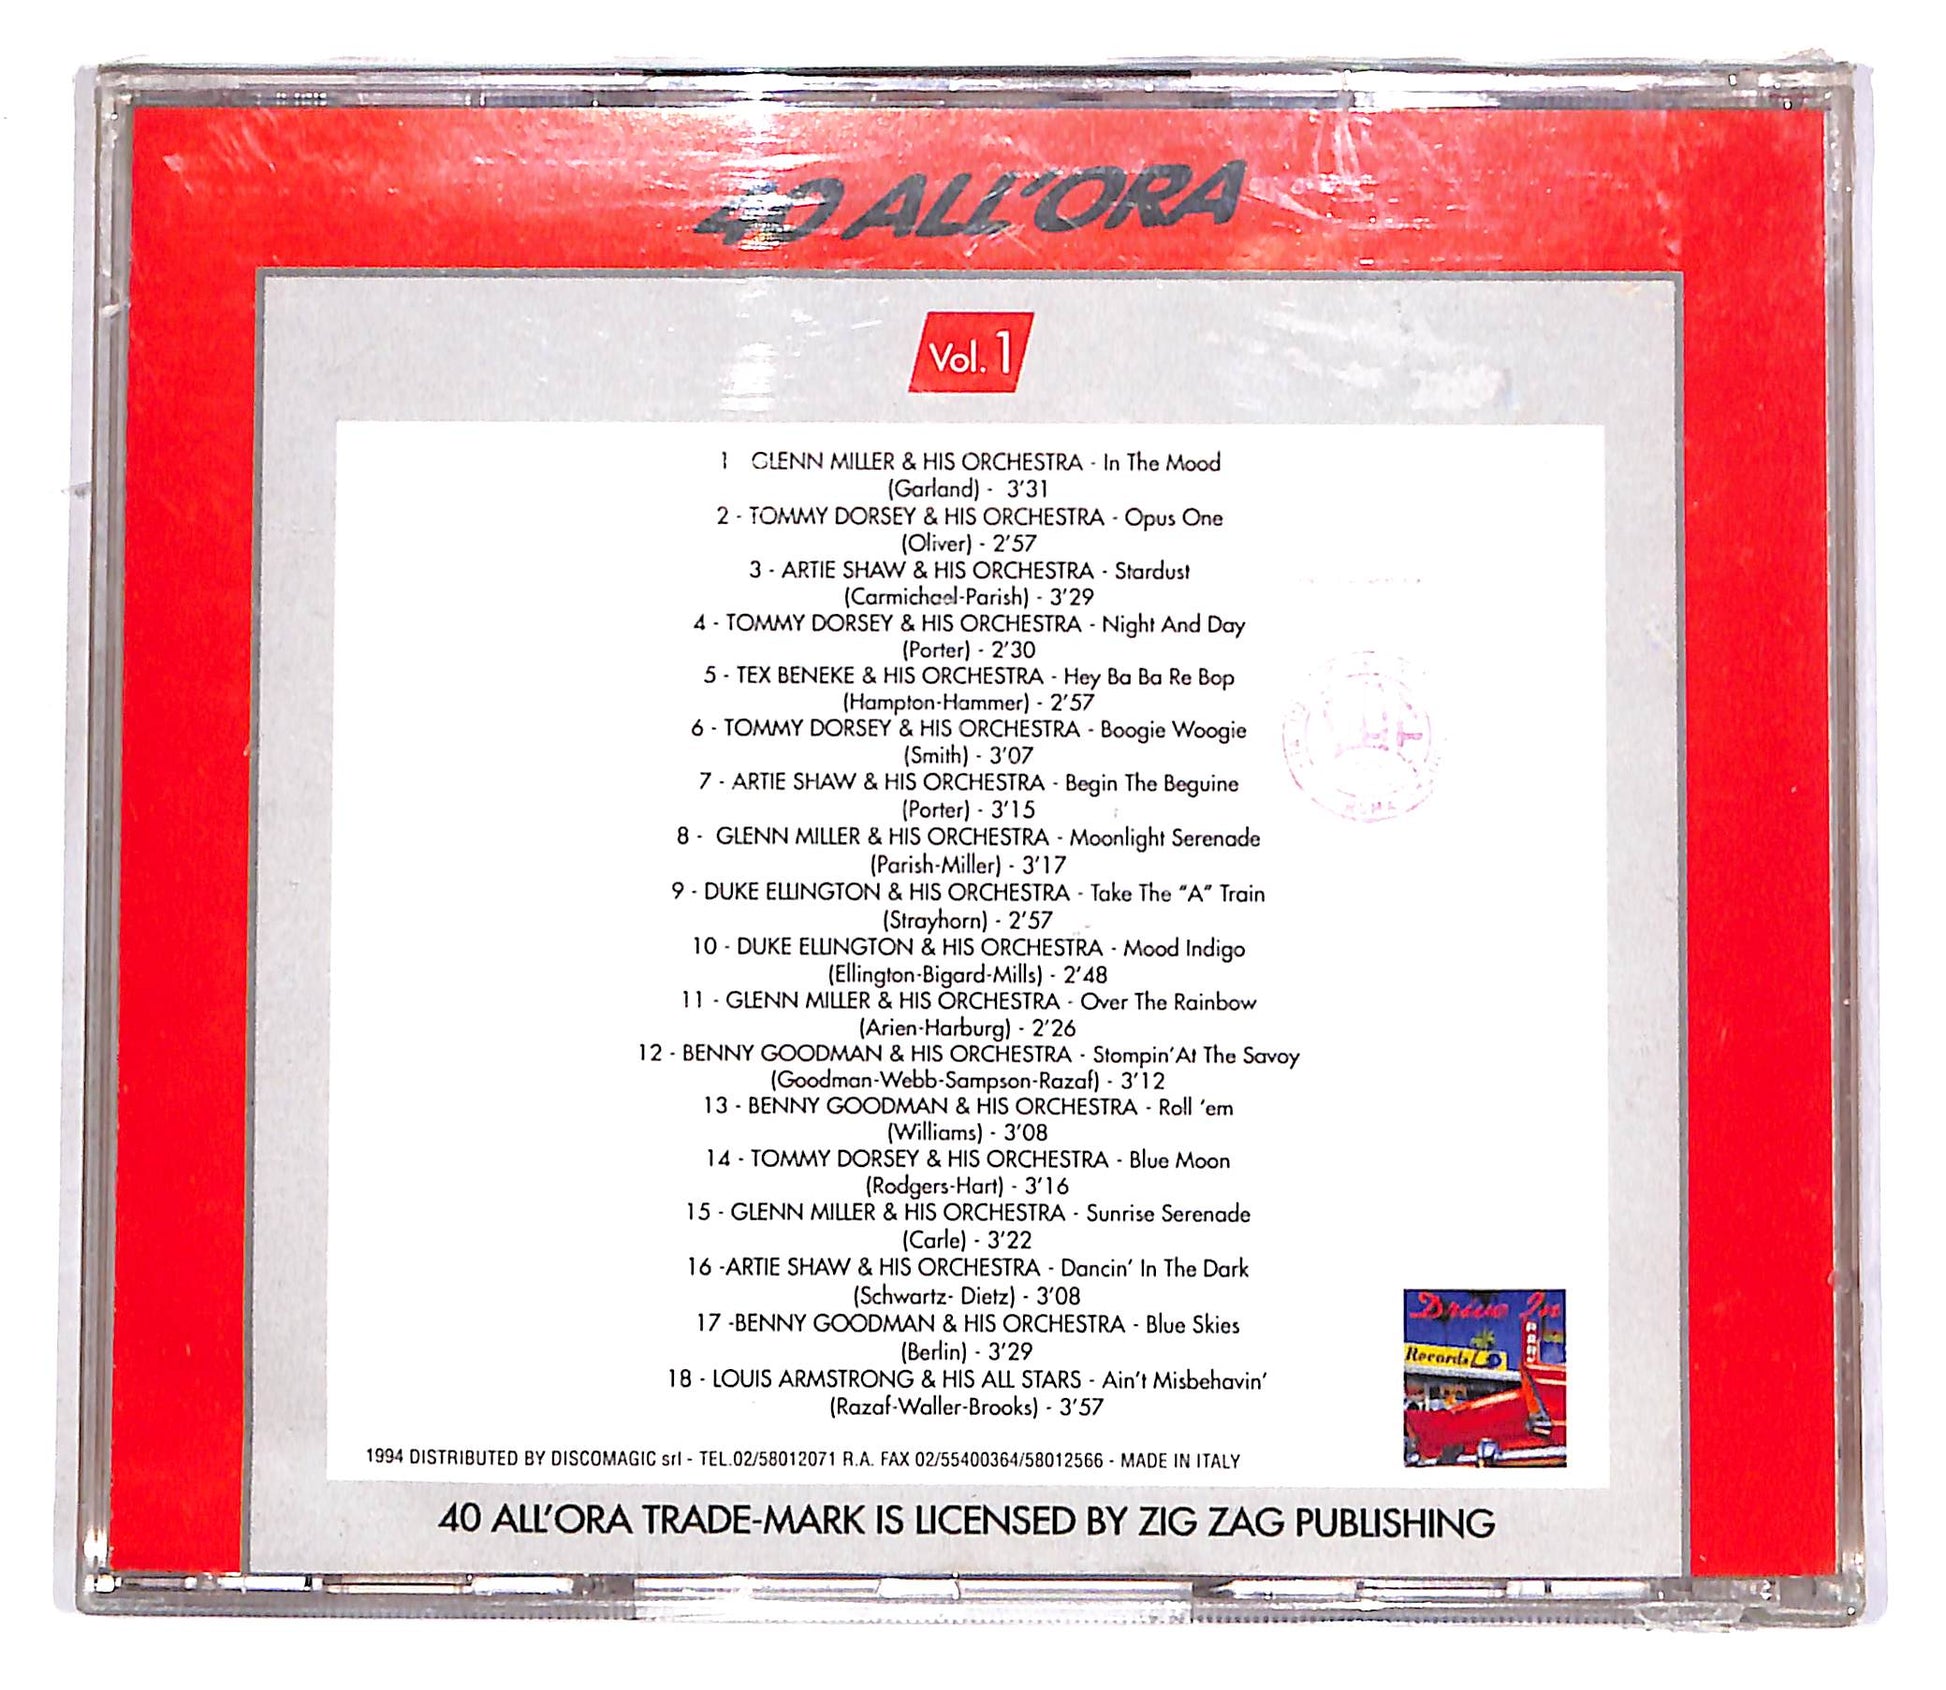 40 ALL'ORA
Vol. 1
1 GLENN MILLER & HIS ORCHESTRA - In The Mood
(Garland) - 3'31
2 - TOMMY DORSEY & HIS ORCHESTRA - Opus One
(Oliver) - 2'57
3 - ARTIE SHAW & HIS ORCHESTRA - Stardust
(Carmichael-Parish) - 3'29
4 - TOMMY DORSEY & HIS ORCHESTRA - Night And Day
(Porter) - 2'30
5 - TEX BENEKE & HIS ORCHESTRA - Hey Ba Ba Re Bop
(Hampton-Hammer) - 2'57
6 - TOMMY DORSEY & HIS ORCHESTRA - Boogie Woogie
(Smith) - 3'07
7 - ARTIE SHAW & HIS ORCHESTRA - Begin The Beguine
(Porter) - 3'15
8 - GLENN MILLER & HIS ORCHESTRA - Moonlight Serenade
(Parish-Miller) - 3'17
9 - DUKE ELLINGTON & HIS ORCHESTRA - Take The "A" Train
(Strayhorn) - 2'57
10 - DUKE ELLINGTON & HIS ORCHESTRA - Mood Indigo
(Ellington-Bigard-Mills) - 2'48
11 - GLENN MILLER & HIS ORCHESTRA - Over The Rainbow
(Arien-Harburg) - 2'26
12 - BENNY GOODMAN & HIS ORCHESTRA - Stompin'At The Savoy
(Goodman-Webb-Sampson-Razaf) - 3'12
13 - BENNY GOODMAN & HIS ORCHESTRA - Roll 'em
(Williams) - 3'08
14 - TOMMY DORSEY & HIS ORCHESTRA - Blue Moon
(Rodgers-Hart) - 3'16
15 - GLENN MILLER & HIS ORCHESTRA - Sunrise Serenade
(Carle) - 3'22
16 -ARTIE SHAW & HIS ORCHESTRA - Dancin' In The Dark
(Schwartz- Dietz) - 3'08
17 -BENNY GOODMAN & HIS ORCHESTRA - Blue Skies
(Berlin) - 3'29
18 - LOUIS ARMSTRONG & HIS ALL STARS - Ain't Misbehavin'
(Razaf-Waller-Brooks) - 3'57
Drive In
Records
1994 DISTRIBUTED BY DISCOMAGIC srl - TEL.02/58012071 R.A. FAX 02/55400364/58012566 - MADE IN ITALY
40 ALL'ORA TRADE-MARK IS LICENSED BY ZIG ZAG PUBLISHING
ROMA